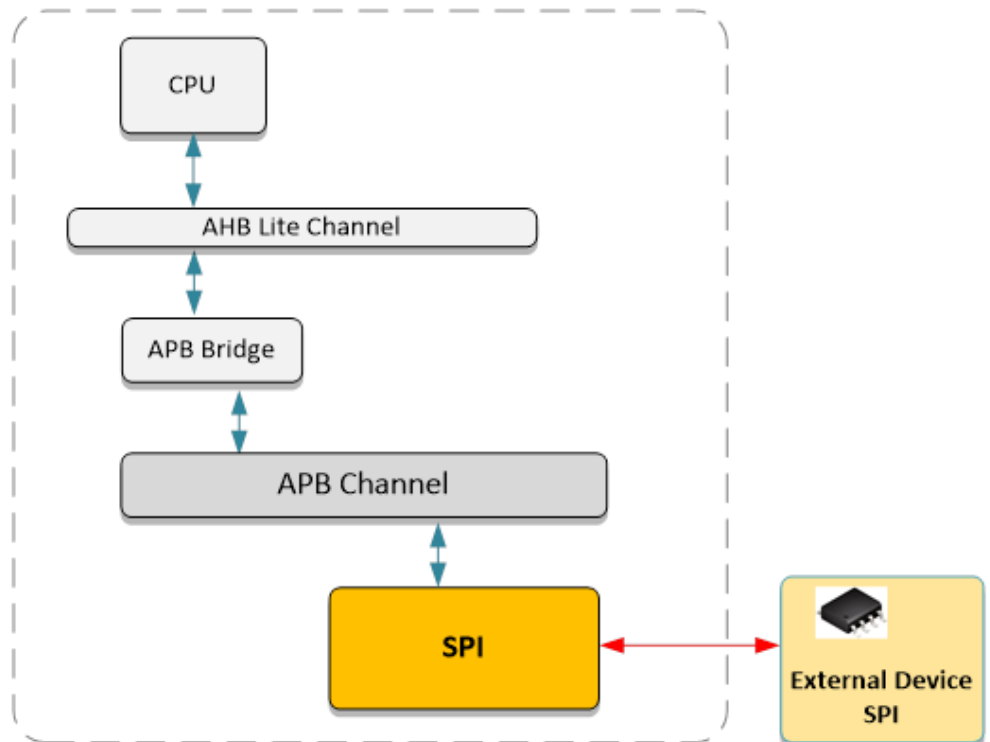 CPU
AHB Lite Channel
APB Bridge
APB Channel
SPI
External Device
SPI